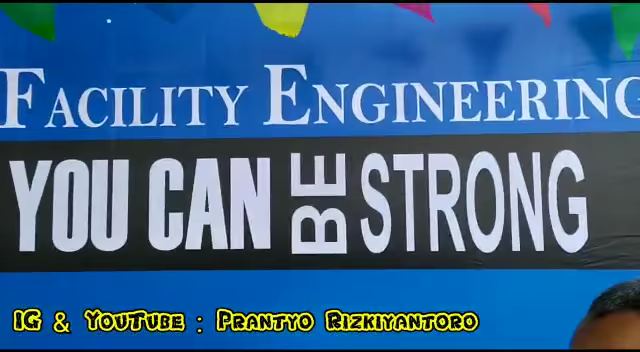 FACILITY ENGINEERING
YOU CAN BE STRONG
IG & YOUTUBE : PRANTYO RIZKIYANTORO